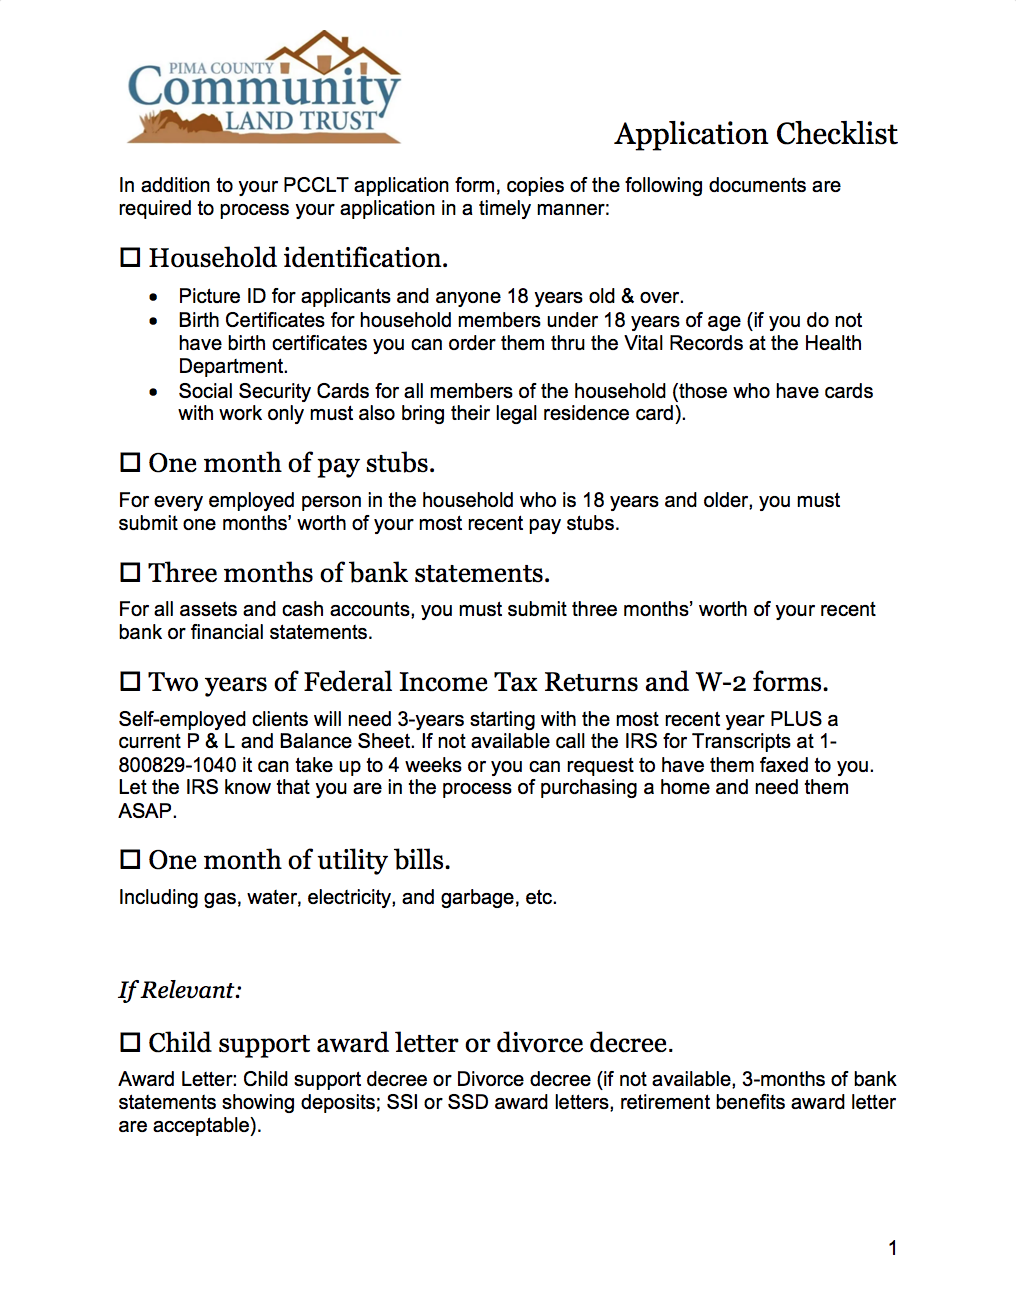 PIMA COUNTY
Community
LAND TRUST
Application Checklist
In addition to your PCCLT application form, copies of the following documents are
required to process your application in a timely manner:
☐ Household identification.
• Picture ID for applicants and anyone 18 years old & over.
• Birth Certificates for household members under 18 years of age (if you do not
have birth certificates you can order them thru the Vital Records at the Health
Department.
• Social Security Cards for all members of the household (those who have cards
with work only must also bring their legal residence card).
☐ One month of pay stubs.
For every employed person in the household who is 18 years and older, you must
submit one months’ worth of your most recent pay stubs.
☐ Three months of bank statements.
For all assets and cash accounts, you must submit three months’ worth of your recent
bank or financial statements.
☐ Two years of Federal Income Tax Returns and W-2 forms.
Self-employed clients will need 3-years starting with the most recent year PLUS a
current P & L and Balance Sheet. If not available call the IRS for Transcripts at 1-
800829-1040 it can take up to 4 weeks or you can request to have them faxed to you.
Let the IRS know that you are in the process of purchasing a home and need them
ASAP.
☐ One month of utility bills.
Including gas, water, electricity, and garbage, etc.
If Relevant:
☐ Child support award letter or divorce decree.
Award Letter: Child support decree or Divorce decree (if not available, 3-months of bank
statements showing deposits; SSI or SSD award letters, retirement benefits award letter
are acceptable).
1